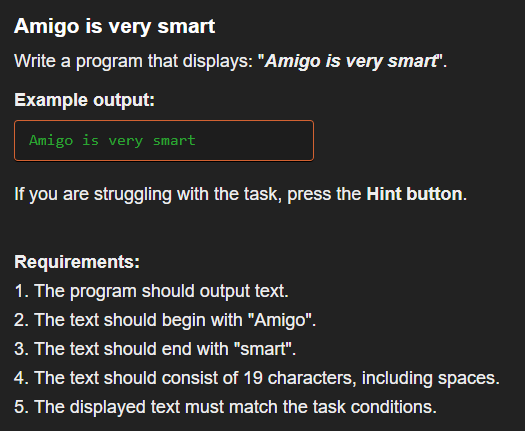 Amigo is very smart
Write a program that displays: "Amigo is very smart".
Example output:
Amigo is very smart
If you are struggling with the task, press the Hint button.
Requirements:
1. The program should output text.
2. The text should begin with "Amigo".
3. The text should end with "smart".
4. The text should consist of 19 characters, including spaces.
5. The displayed text must match the task conditions.